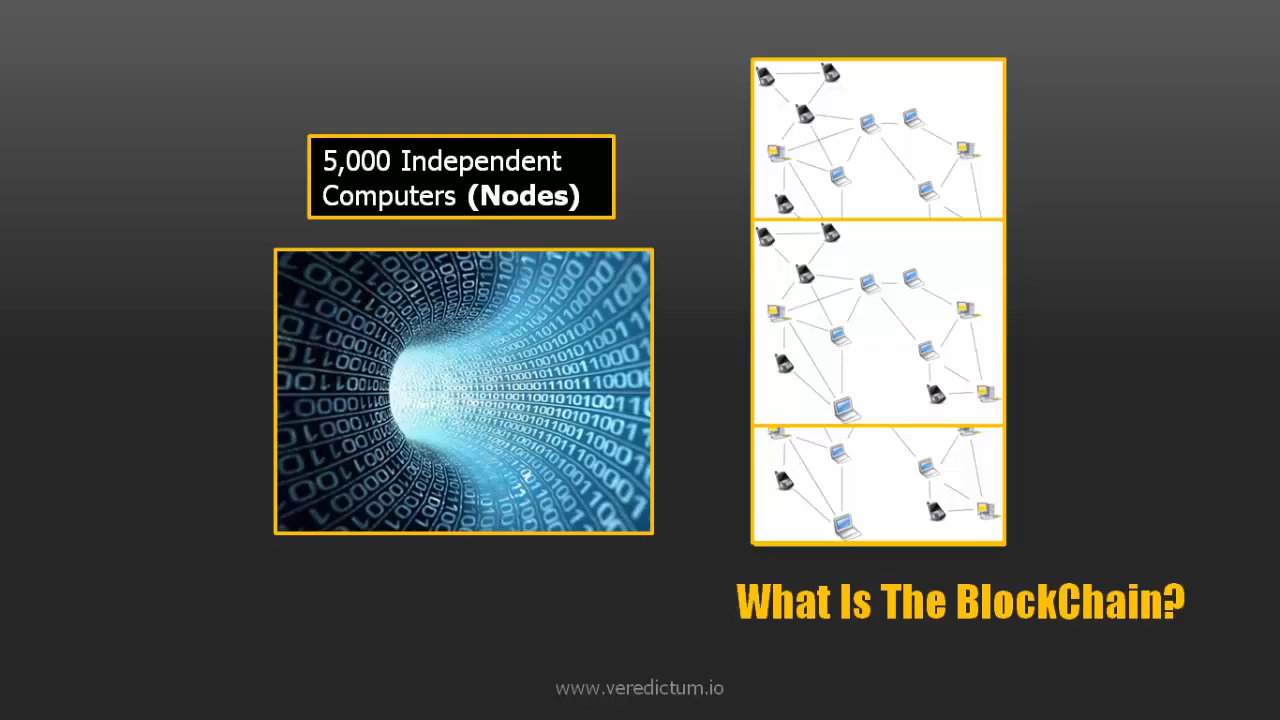 5,000 Independent
Computers (Nodes)
What Is The BlockChain?
www.veredictum.io